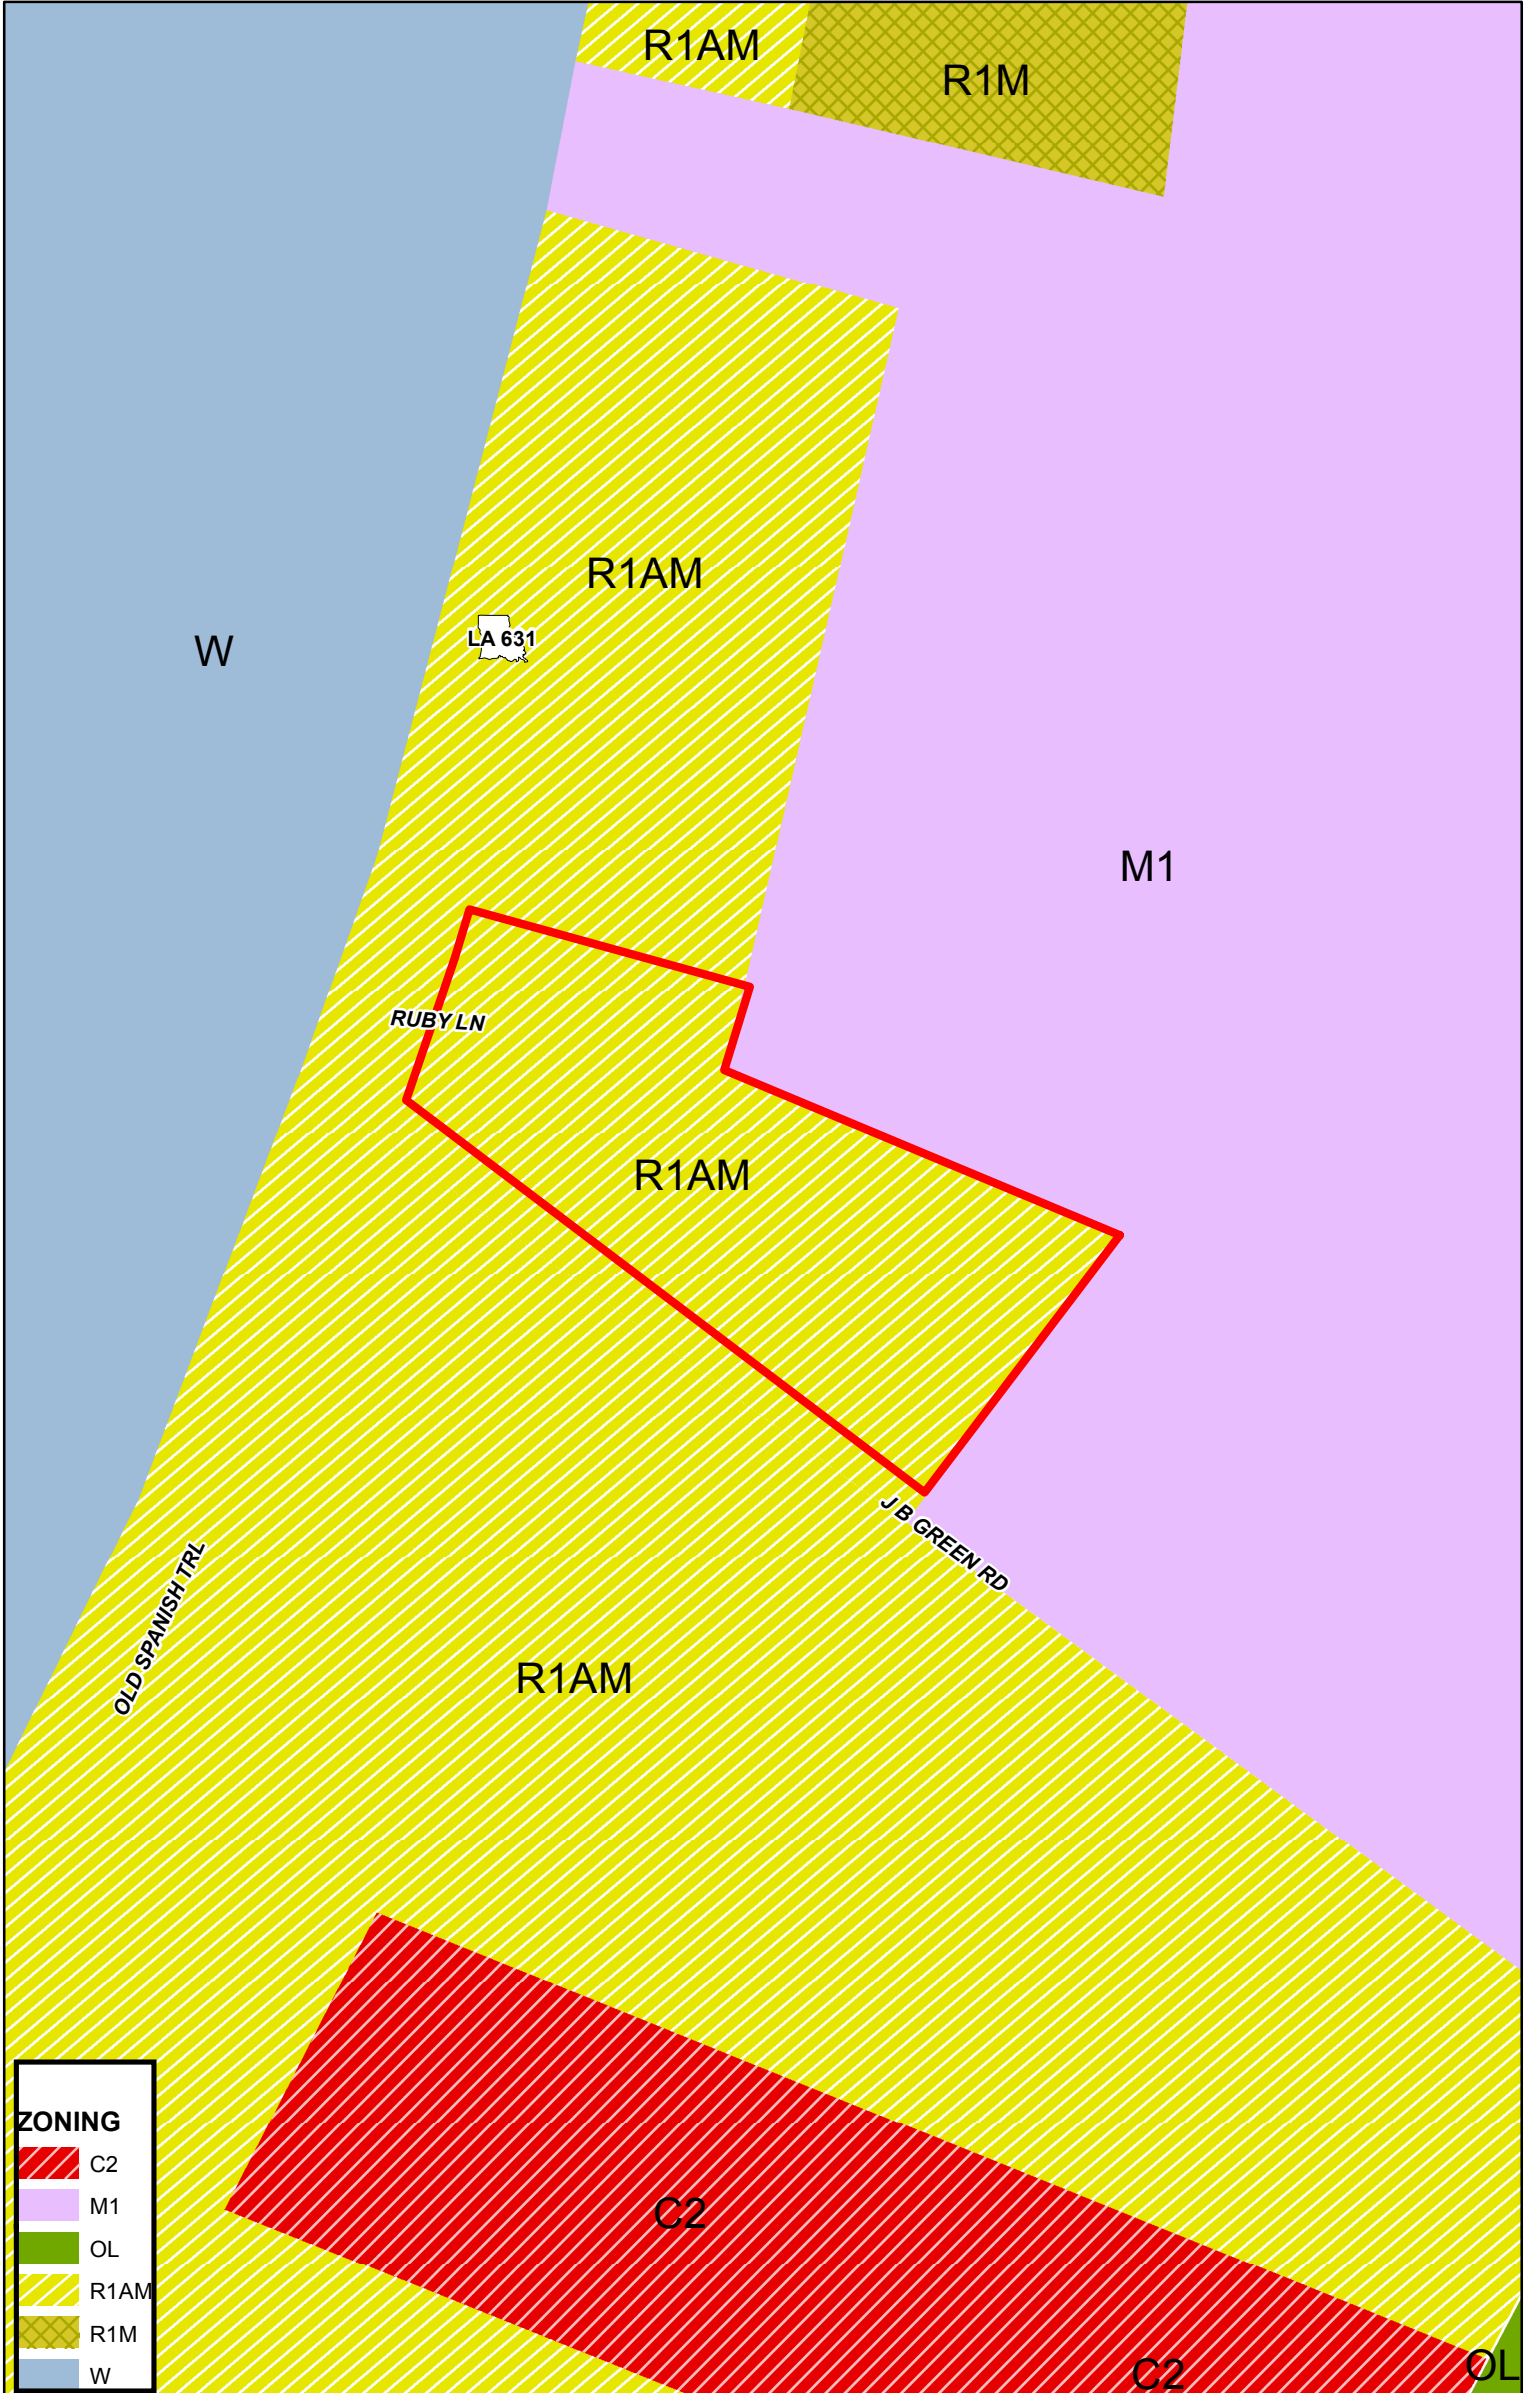 R1AM
R1M
R1AM
LA 631
W
M1
RUBY LN
R1AM
J B GREEN RD
OLD SPANISH TRL
R1AM
C2
C2
OL
ZONING
C2
M1
OL
R1AM
R1M
W